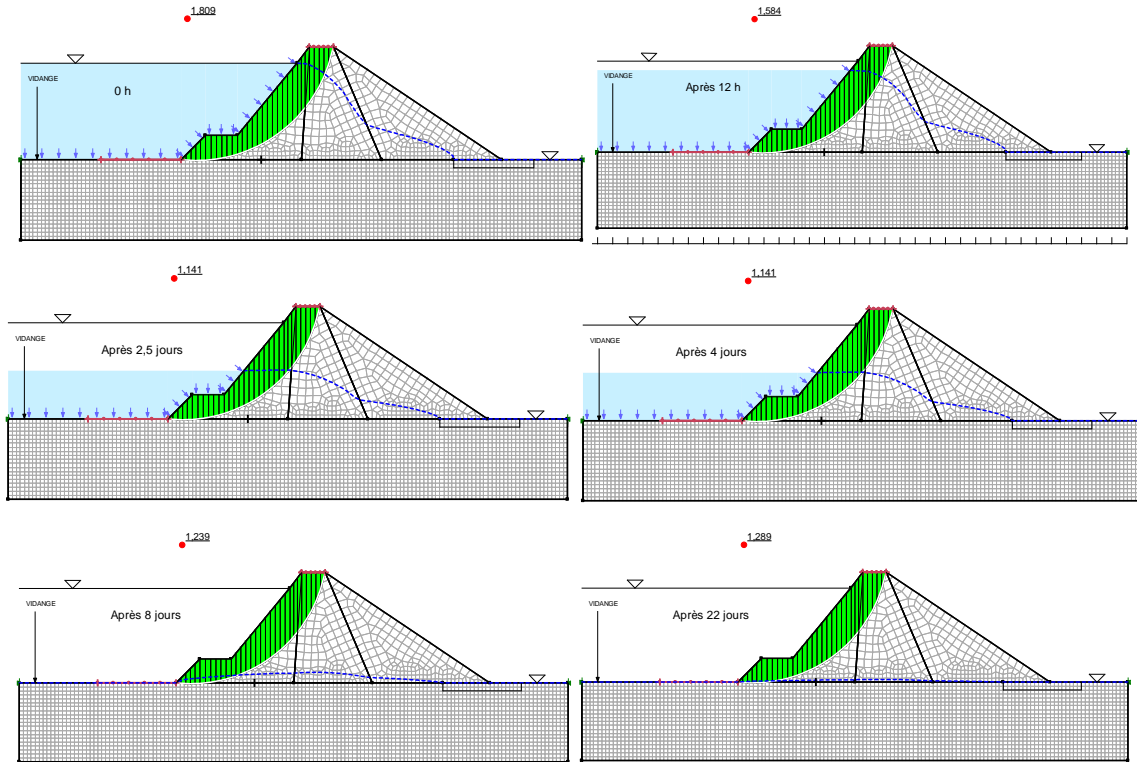 1,809
VIDANGE
0 h
1,584
VIDANGE
Après 12 h
1,141
VIDANGE
Après 2,5 jours
1,141
VIDANGE
Après 4 jours
1,239
VIDANGE
Après 8 jours
1,289
VIDANGE
Après 22 jours